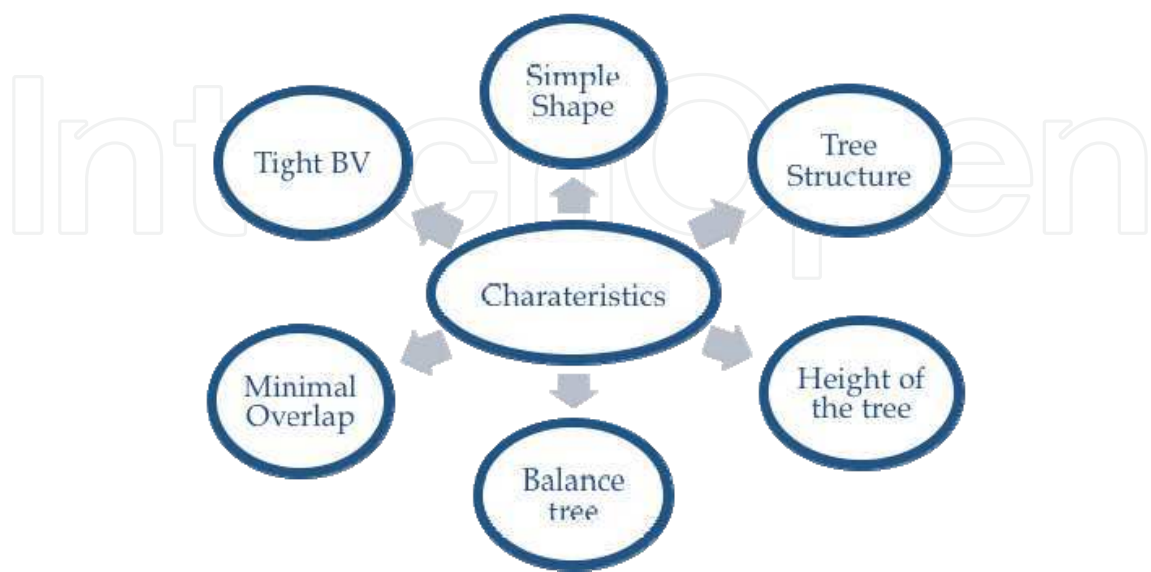 Simple
Shape
Tight BV
Tree
Structure
Charateristics
Minimal
Overlap
Height of
the tree
Balance
tree
IntechOpen